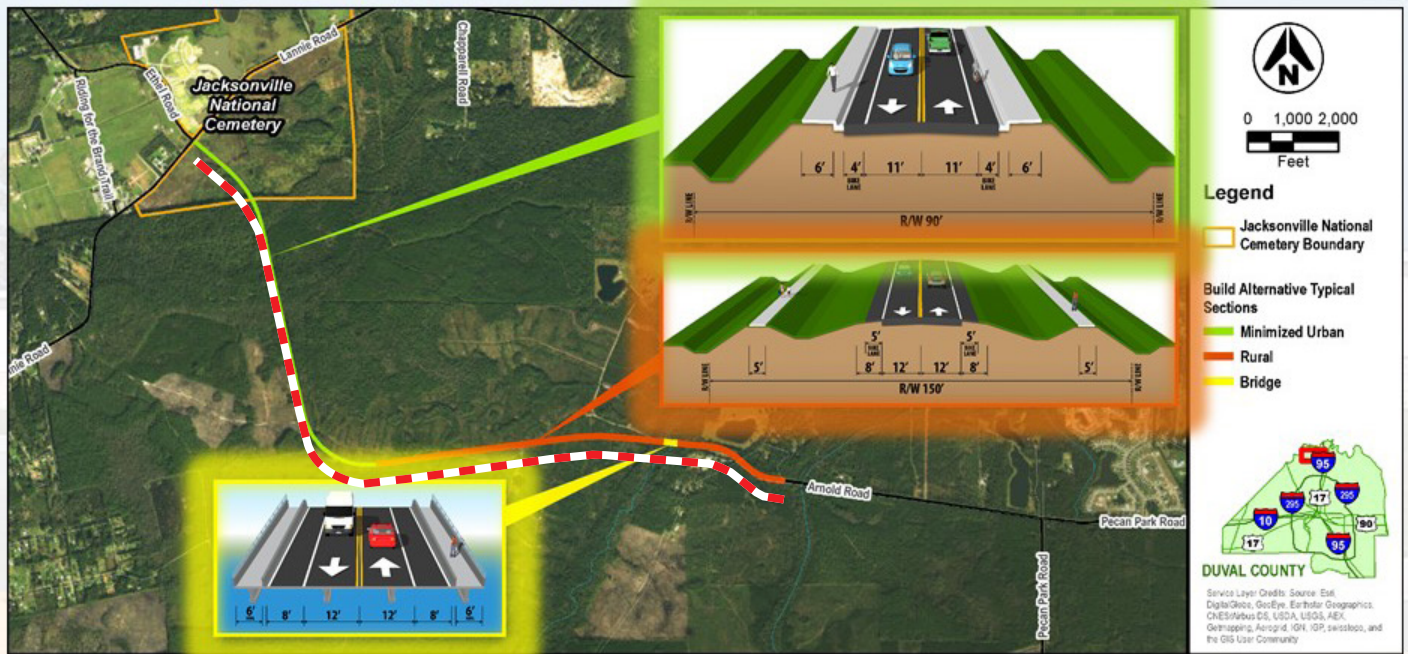 Lannie Road
Chapparell Road
Ethel Road
Riding for the Brand Trail
Jacksonville
National
Cemetery
nie Road
6' 4' 11' 11' 4' 6'
BIKE
LANE
BIKE
LANE
R/W LINE
R/W LINE
R/W 90'
5' 5'
BIKE
LANE
BIKE
LANE
5' 8' 12' 12' 8' 5'
R/W LINE
R/W LINE
R/W 150'
6' 8' 12' 12' 8' 6'
Arnold Road
Pecan Park Road
Pecan Park Road
N
0 1,000 2,000
Feet
Legend
Jacksonville National
Cemetery Boundary
Build Alternative Typical
Sections
Minimized Urban
Rural
Bridge
95
17
295
295
10
90
17
95
DUVAL COUNTY
Service Layer Credits: Source: Esri,
DigitalGlobe, GeoEye, Earthstar Geographics,
CNES/Airbus DS, USDA, USGS, AEX,
Getmapping, Aerogrid, IGN, IGP, swisstopo, and
the GIS User Community